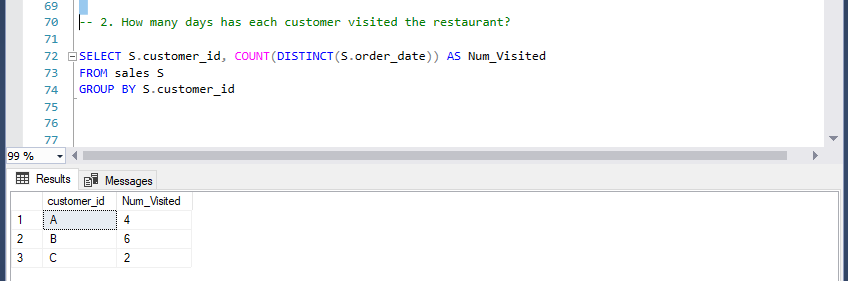 69
70 -- 2. How many days has each customer visited the restaurant?
71
72 SELECT S.customer_id, COUNT(DISTINCT(S.order_date)) AS Num_Visited
73 FROM sales S
74 GROUP BY S.customer_id
75
76
77
99 %
Results Messages
customer_id Num_Visited
1 A 4
2 B 6
3 C 2